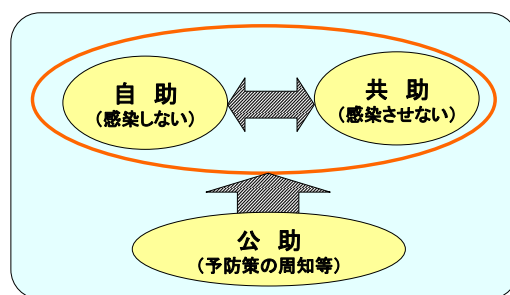 自 助
(感染しない)
共 助
(感染させない)
公 助
(予防策の周知等)